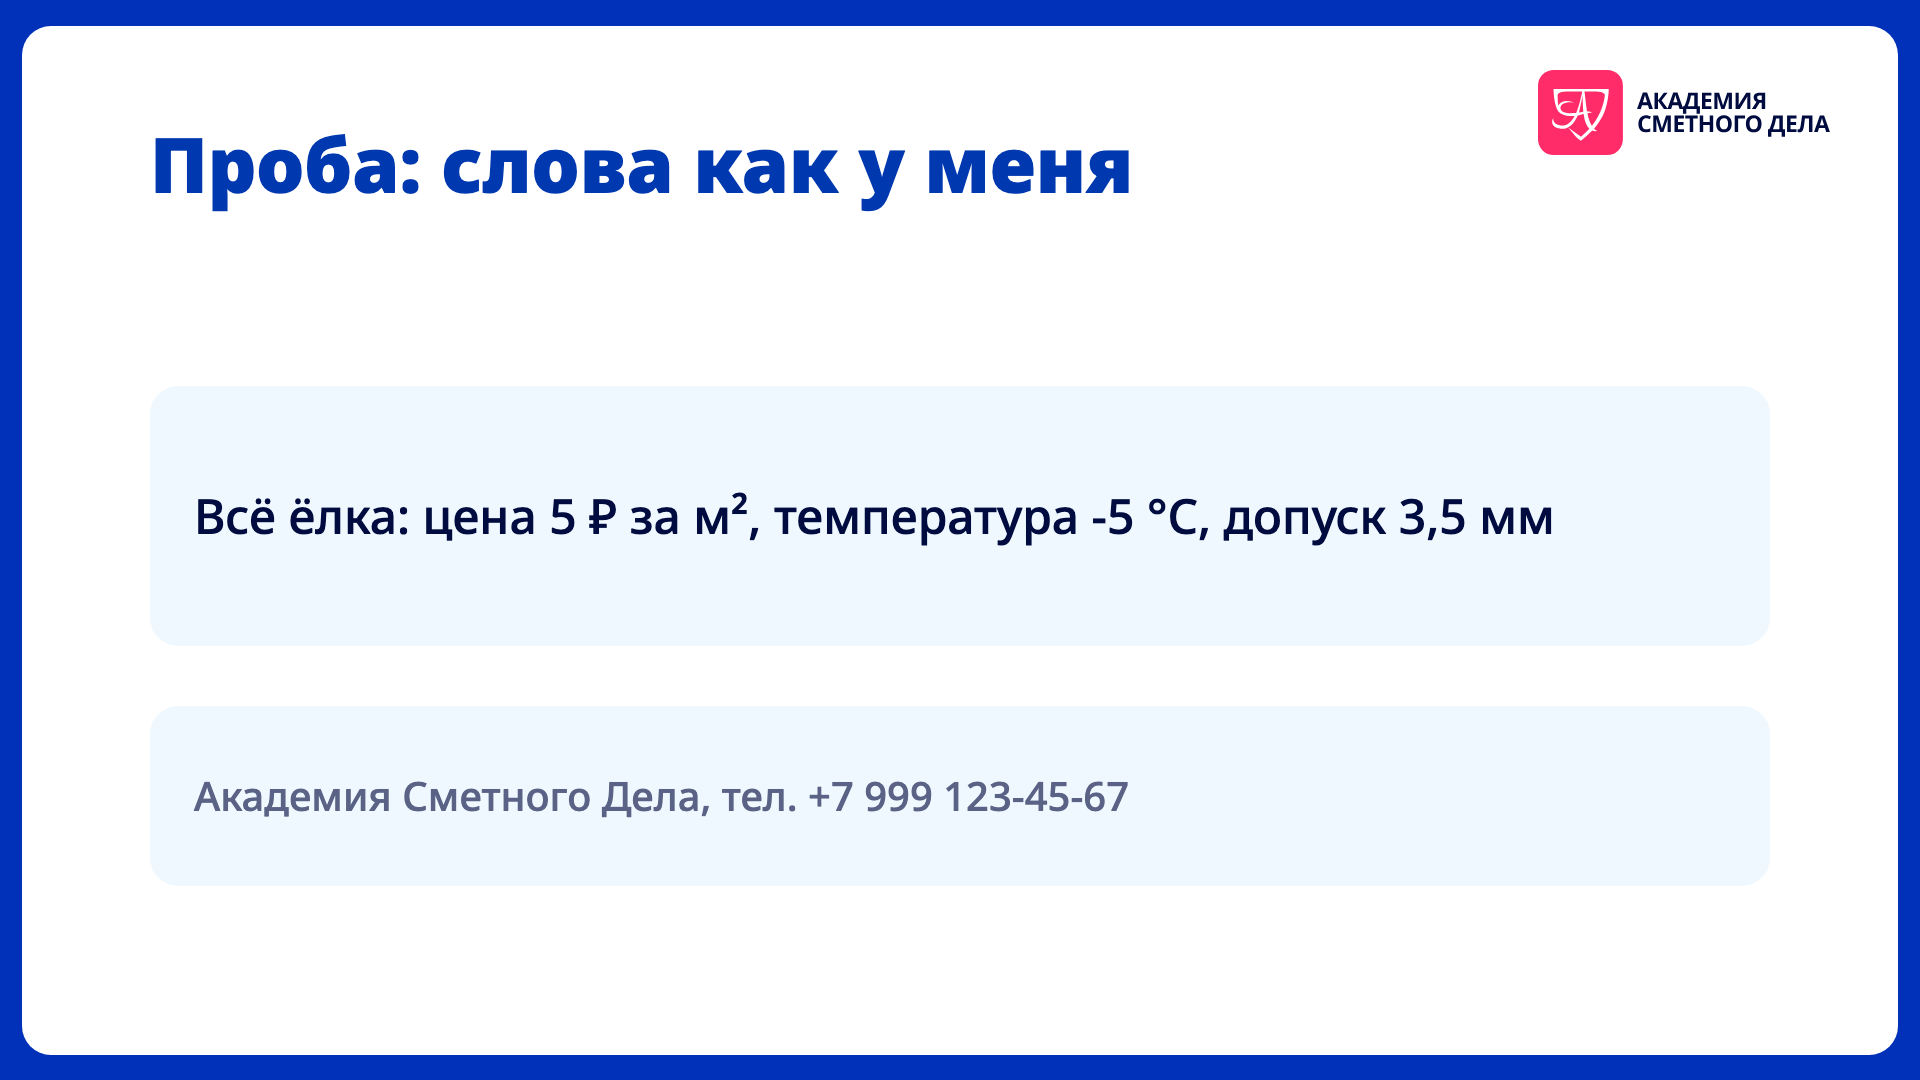 АКАДЕМИЯ
СМЕТНОГО ДЕЛА
Проба: слова как у меня
Всё ёлка: цена 5 ₽ за м², температура -5 °C, допуск 3,5 мм
Академия Сметного Дела, тел. +7 999 123-45-67